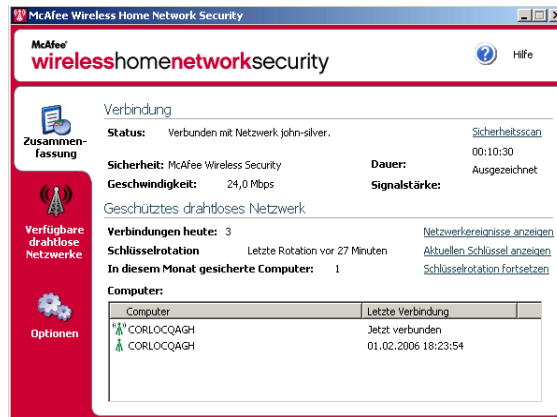 McAfee Wireless Home Network Security
McAfee®
wirelesshomenetworksecurity
Hilfe
Zusammen-
fassung
Verfügbare
drahtlose
Netzwerke
Optionen
Verbindung
Status: Verbunden mit Netzwerk john-silver. Sicherheitsscan
Sicherheit: McAfee Wireless Security Dauer: 00:10:30
Geschwindigkeit: 24,0 Mbps Signalstärke: Ausgezeichnet
Geschütztes drahtloses Netzwerk
Verbindungen heute: 3 Netzwerkereignisse anzeigen
Schlüsselrotation Letzte Rotation vor 27 Minuten Aktuellen Schlüssel anzeigen
In diesem Monat gesicherte Computer: 1 Schlüsselrotation fortsetzen
Computer:
Computer Letzte Verbindung
CORLOCQAGH Jetzt verbunden
CORLOCQAGH 01.02.2006 18:23:54